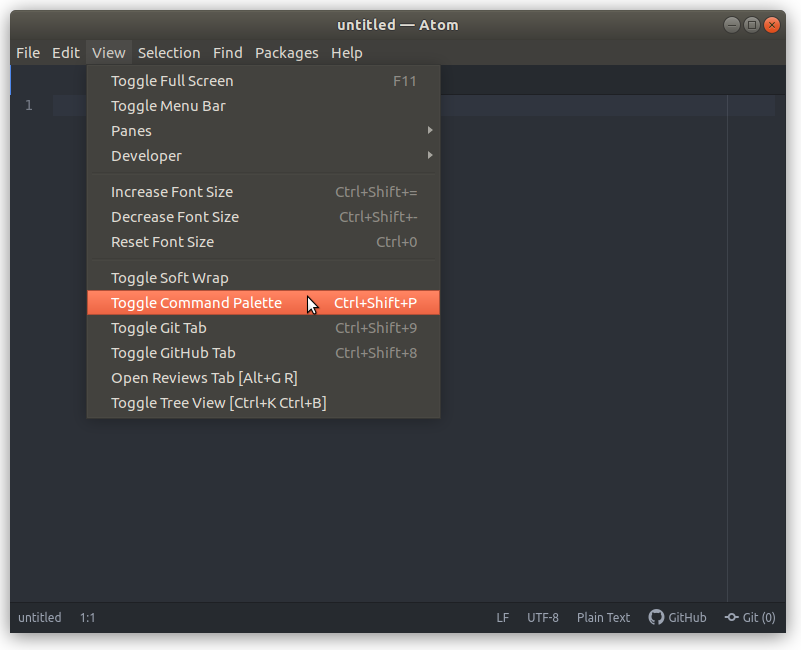 untitled — Atom
File Edit View Selection Find Packages Help
Toggle Full Screen F11
1 Toggle Menu Bar
Panes
Developer
Increase Font Size Ctrl+Shift+=
Decrease Font Size Ctrl+Shift+-
Reset Font Size Ctrl+0
Toggle Soft Wrap
Toggle Command Palette Ctrl+Shift+P
Toggle Git Tab Ctrl+Shift+9
Toggle GitHub Tab Ctrl+Shift+8
Open Reviews Tab [Alt+G R]
Toggle Tree View [Ctrl+K Ctrl+B]
untitled 1:1 LF UTF-8 Plain Text GitHub Git (0)